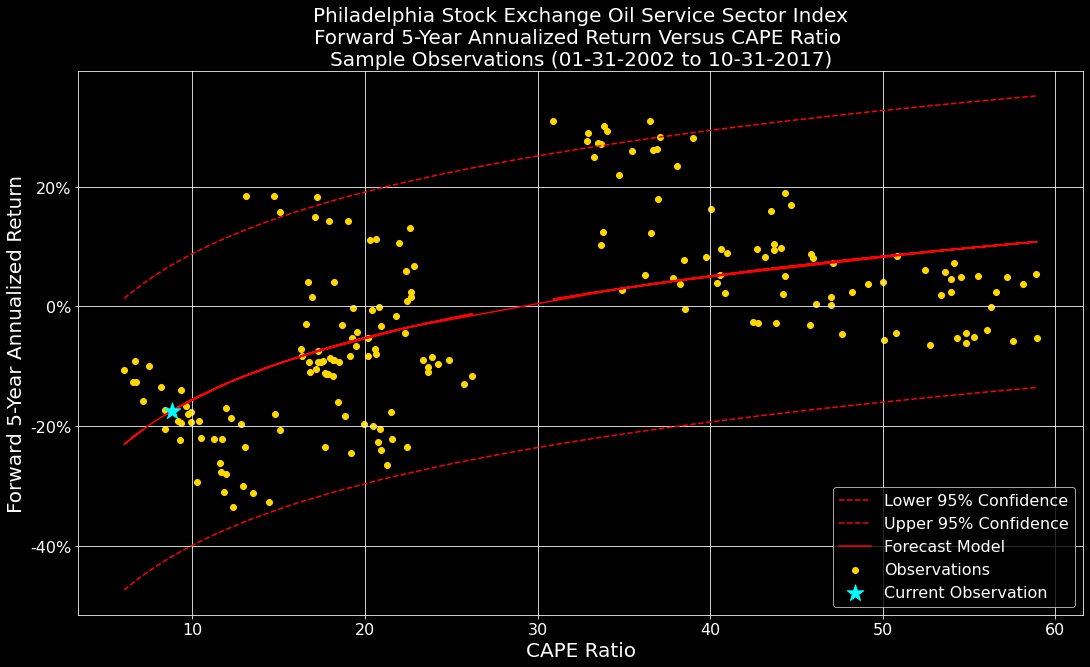 Philadelphia Stock Exchange Oil Service Sector Index
Forward 5-Year Annualized Return Versus CAPE Ratio
Sample Observations (01-31-2002 to 10-31-2017)
Forward 5-Year Annualized Return
20%
0%
-20%
-40%
Lower 95% Confidence
Upper 95% Confidence
Forecast Model
Observations
Current Observation
10 20 30 40 50 60
CAPE Ratio